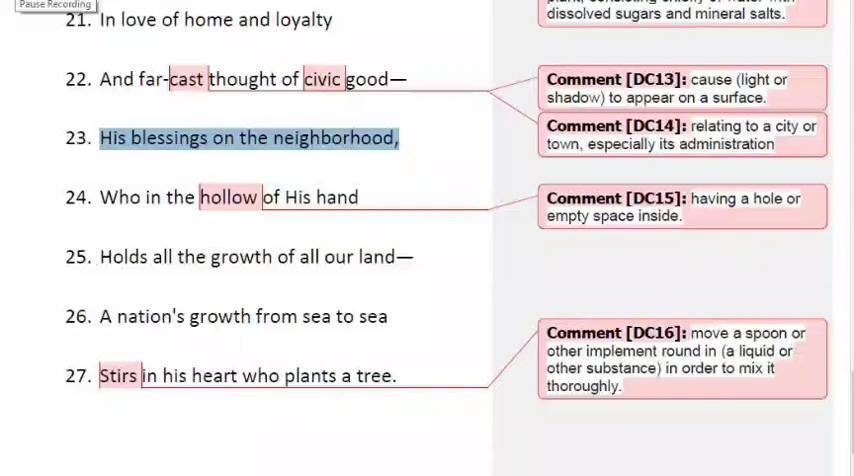 Pause Recording
21. In love of home and loyalty
dissolved sugars and mineral salts.
22. And far-cast thought of civic good—
Comment [DC13]: cause (light or
shadow) to appear on a surface.
Comment [DC14]: relating to a city or
town, especially its administration
23. His blessings on the neighborhood,
24. Who in the hollow of His hand
Comment [DC15]: having a hole or
empty space inside.
25. Holds all the growth of all our land—
26. A nation's growth from sea to sea
Comment [DC16]: move a spoon or
other implement round in (a liquid or
other substance) in order to mix it
thoroughly.
27. Stirs in his heart who plants a tree.